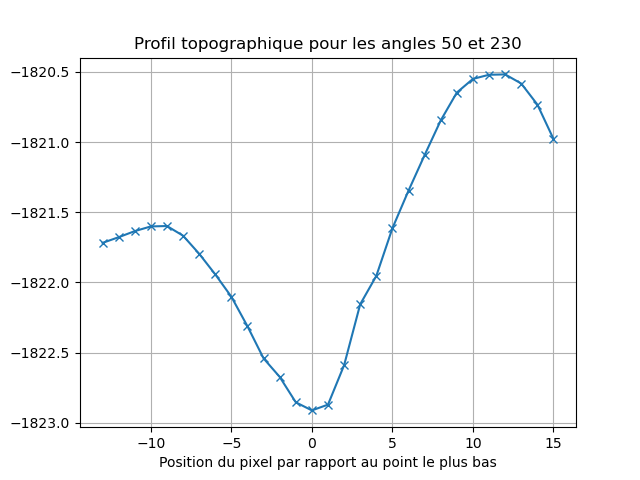 Profil topographique pour les angles 50 et 230
−1820.5
−1821.0
−1821.5
−1822.0
−1822.5
−1823.0
−10 −5 0 5 10 15
Position du pixel par rapport au point le plus bas